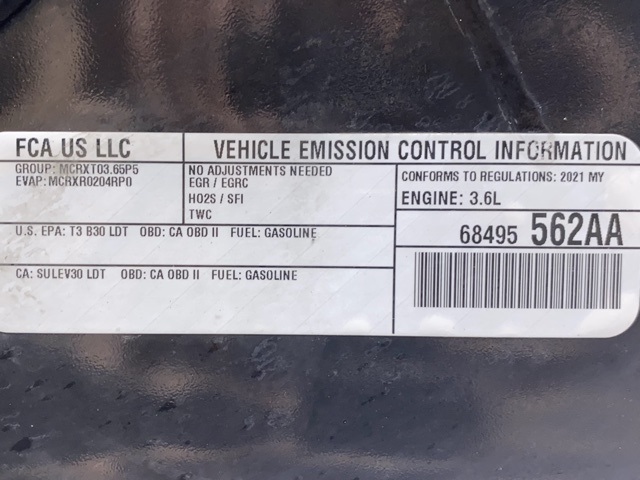 FCA US LLC
VEHICLE EMISSION CONTROL INFORMATION
GROUP: MCRXT03.65P5
EVAP: MCRXR0204RP0
NO ADJUSTMENTS NEEDED
EGR / EGRC
HO2S / SFI
TWC
CONFORMS TO REGULATIONS: 2021 MY
ENGINE: 3.6L
U.S. EPA: T3 B30 LDT OBD: CA OBD II FUEL: GASOLINE
68495 562AA
CA: SULEV30 LDT OBD: CA OBD II FUEL: GASOLINE